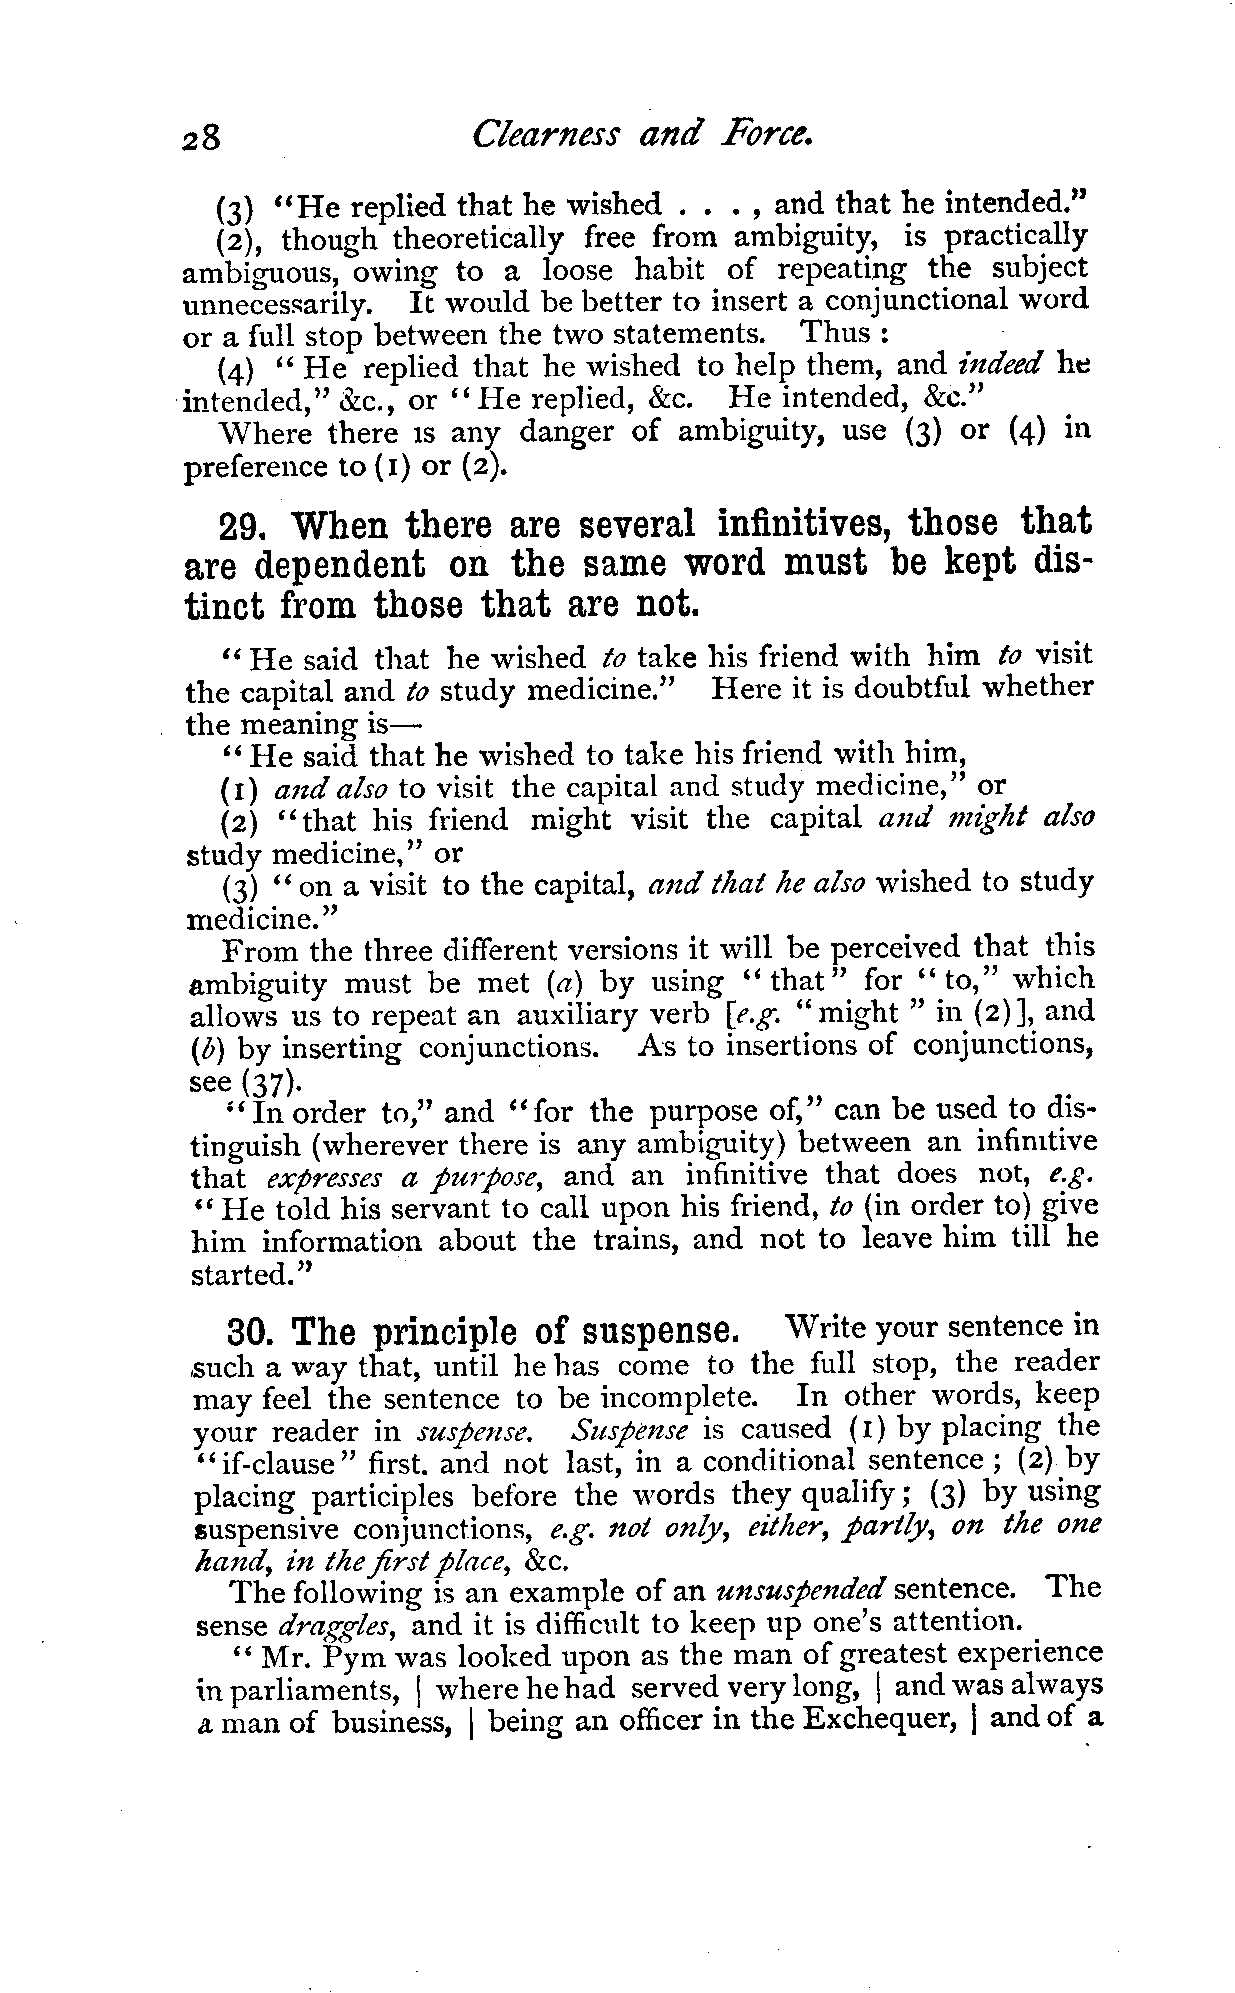 28 Clearness and Force.
(3) "He replied that he wished . . . , and that he intended."
(2), though theoretically free from ambiguity, is practically
ambiguous, owing to a loose habit of repeating the subject
unnecessarily. It would be better to insert a conjunctional word
or a full stop between the two statements. Thus :
(4) "He replied that he wished to help them, and indeed he
intended," &c., or "He replied, &c. He intended, &c."
Where there is any danger of ambiguity, use (3) or (4) in
preference to (1) or (2).
29. When there are several infinitives, those that
are dependent on the same word must be kept dis-
tinct from those that are not.
"He said that he wished to take his friend with him to visit
the capital and to study medicine." Here it is doubtful whether
the meaning is—
"He said that he wished to take his friend with him,
(1) and also to visit the capital and study medicine," or
(2) "that his friend might visit the capital and might also
study medicine," or
(3) "on a visit to the capital, and that he also wished to study
medicine."
From the three different versions it will be perceived that this
ambiguity must be met (a) by using "that" for "to," which
allows us to repeat an auxiliary verb [e.g. "might" in (2)], and
(b) by inserting conjunctions. As to insertions of conjunctions,
see (37).
"In order to," and "for the purpose of," can be used to dis-
tinguish (wherever there is any ambiguity) between an infinitive
that expresses a purpose, and an infinitive that does not, e.g.
"He told his servant to call upon his friend, to (in order to) give
him information about the trains, and not to leave him till he
started."
30. The principle of suspense. Write your sentence in
such a way that, until he has come to the full stop, the reader
may feel the sentence to be incomplete. In other words, keep
your reader in suspense. Suspense is caused (1) by placing the
"if-clause" first. and not last, in a conditional sentence ; (2) by
placing participles before the words they qualify ; (3) by using
suspensive conjunctions, e.g. not only, either, partly, on the one
hand, in the first place, &c.
The following is an example of an unsuspended sentence. The
sense draggles, and it is difficult to keep up one's attention.
"Mr. Pym was looked upon as the man of greatest experience
in parliaments, | where he had served very long, | and was always
a man of business, | being an officer in the Exchequer, | and of a